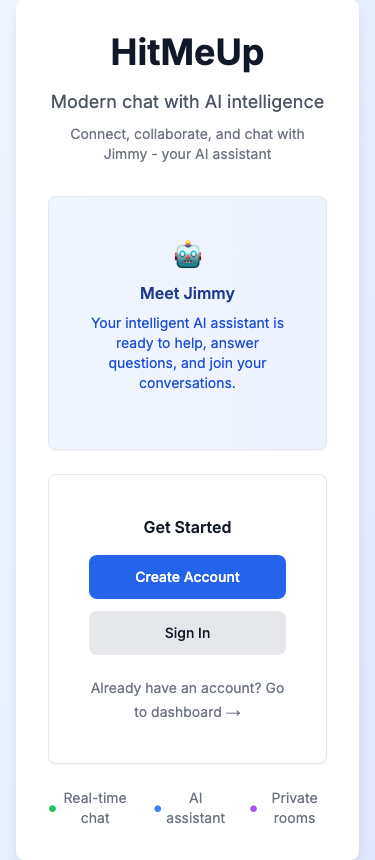 HitMeUp
Modern chat with AI intelligence
Connect, collaborate, and chat with
Jimmy - your AI assistant
Meet Jimmy
Your intelligent AI assistant is
ready to help, answer
questions, and join your
conversations.
Get Started
Create Account
Sign In
Already have an account? Go
to dashboard →
Real-time
chat
AI
assistant
Private
rooms